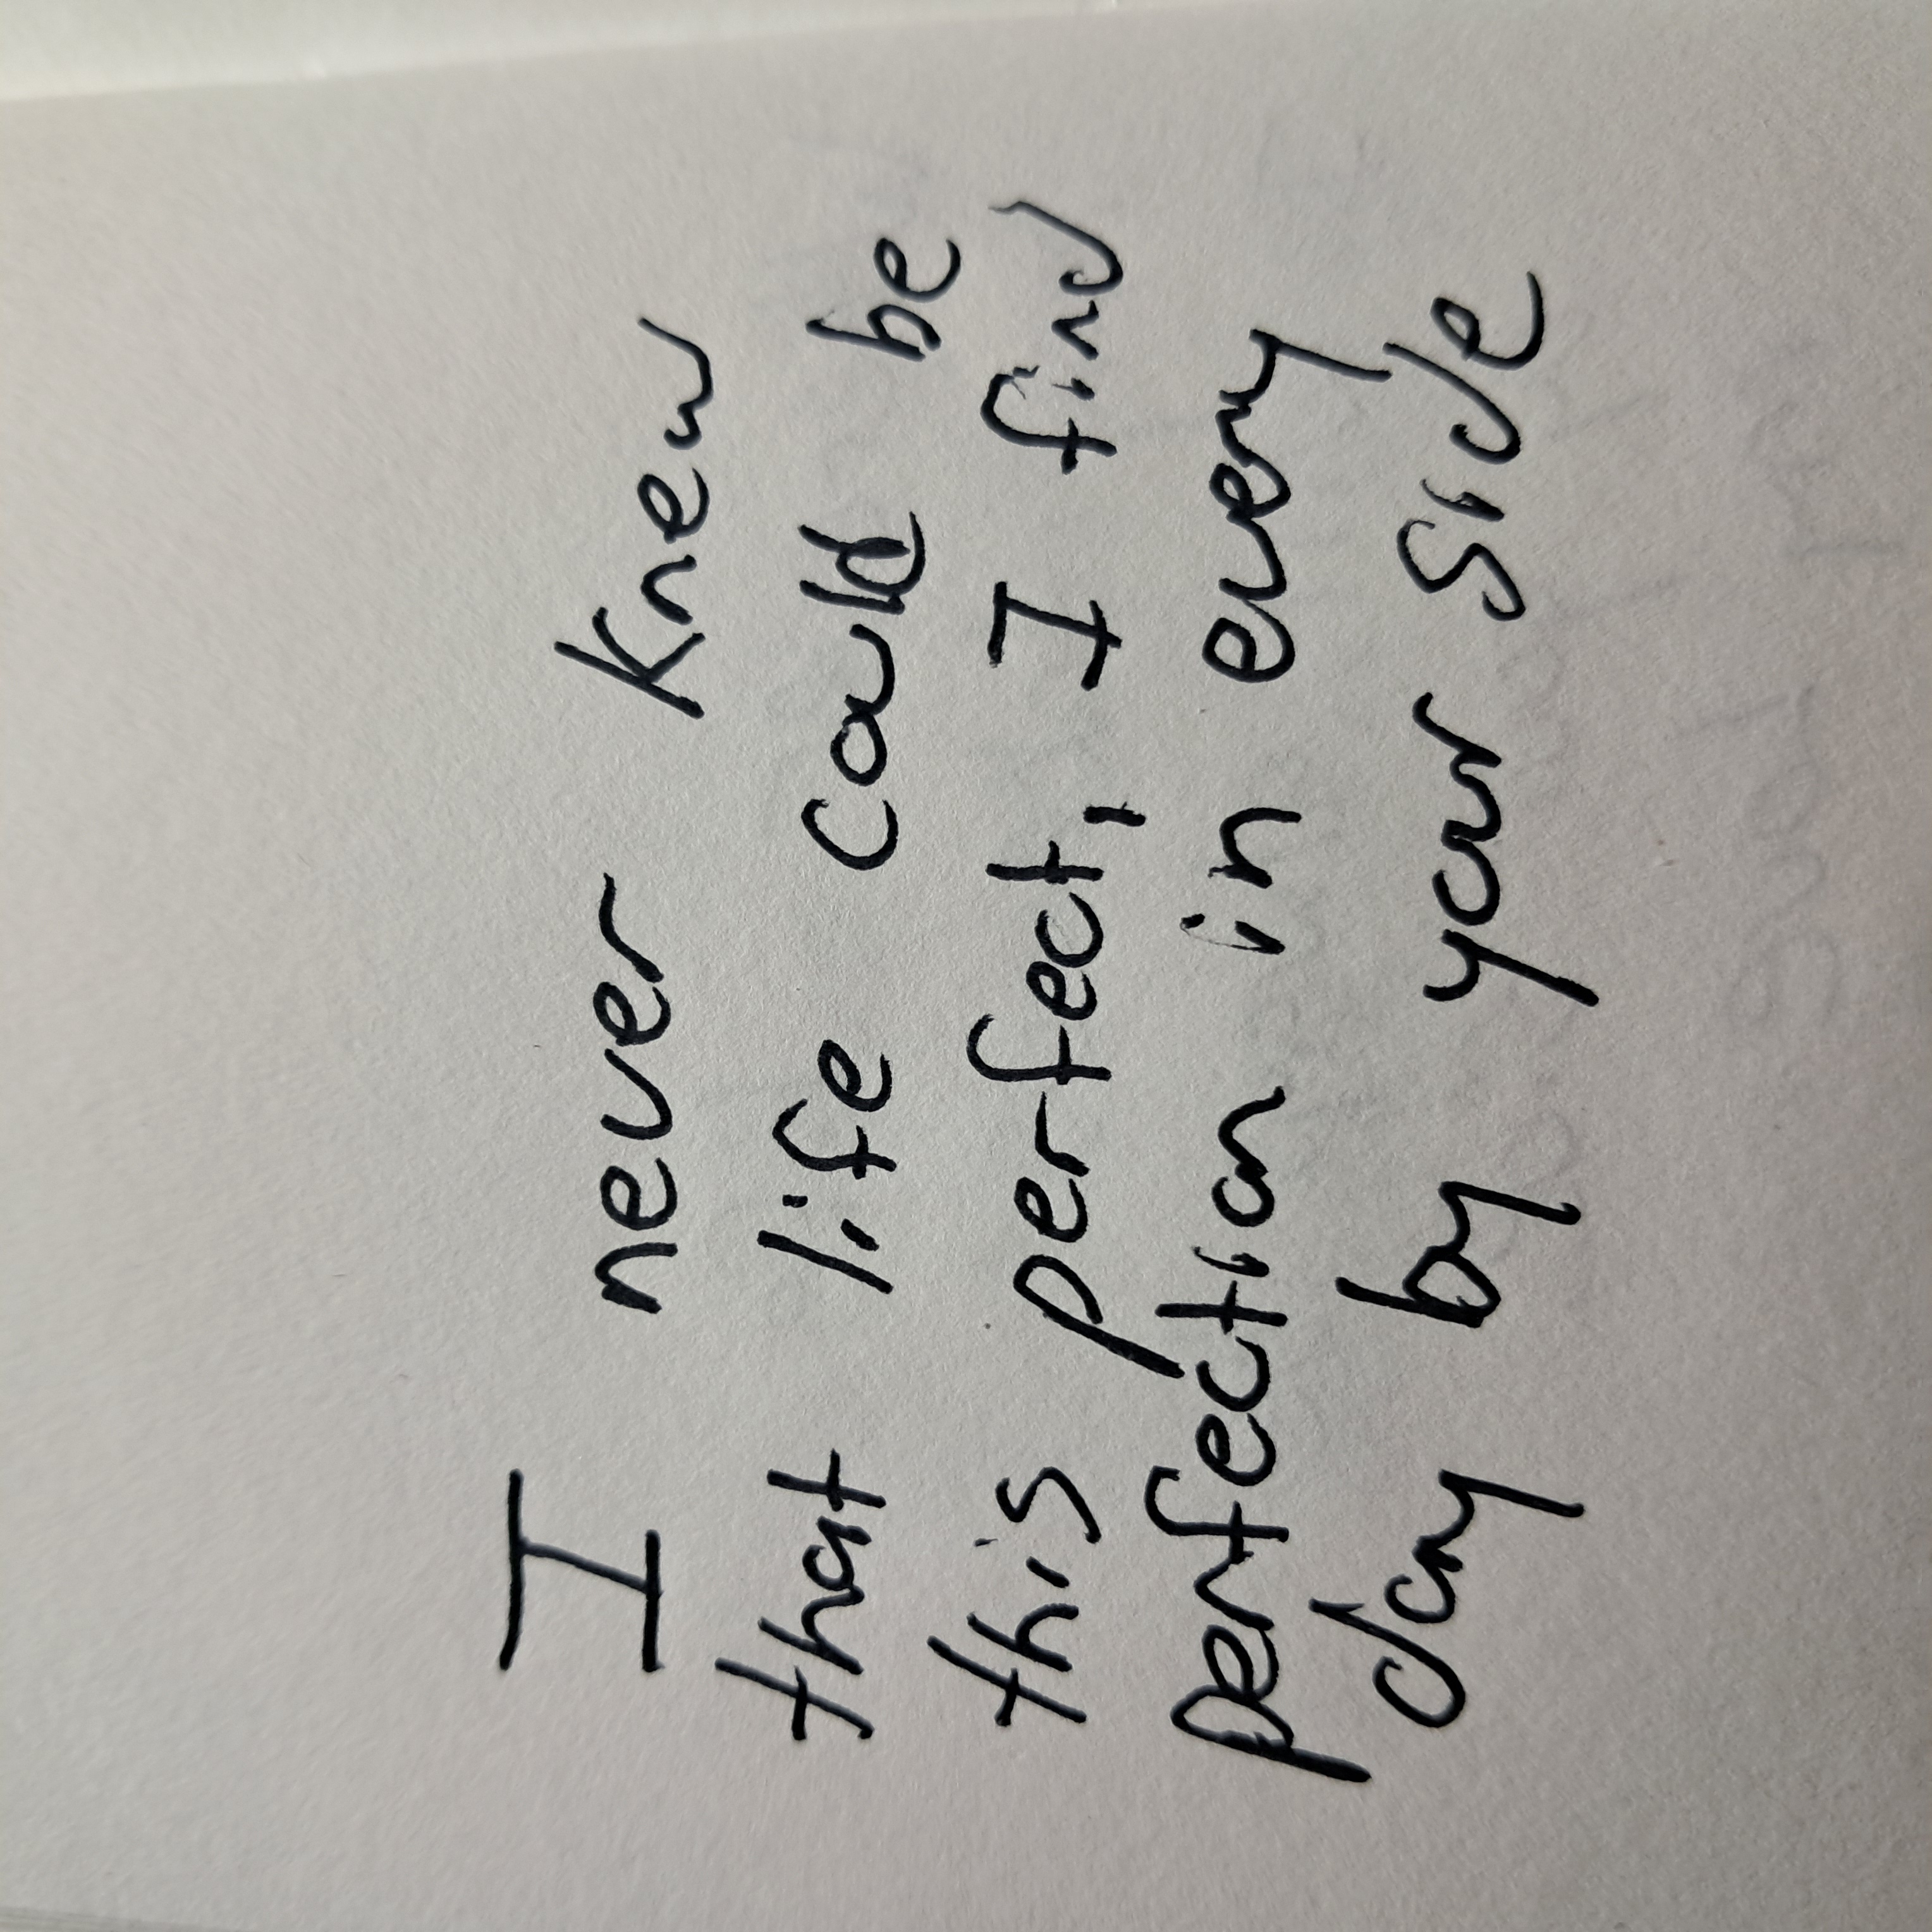 I never knew
that life could be
this perfect, I find
perfection in every
day by your side